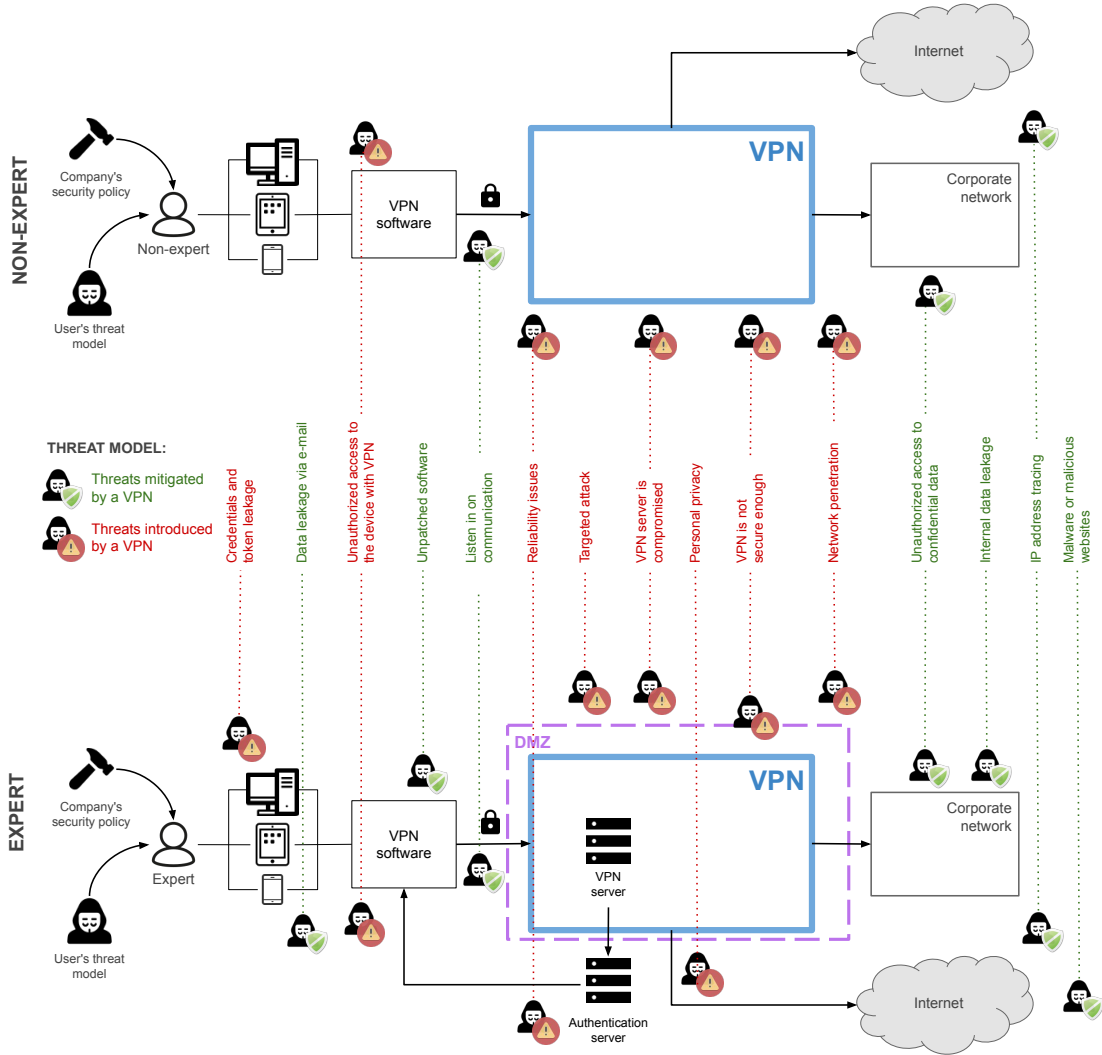 Internet
NON-EXPERT
Company's
security policy
Non-expert
User's threat
model
VPN
software
VPN
Corporate
network
THREAT MODEL:
Threats mitigated
by a VPN
Threats introduced
by a VPN
Credentials and
token leakage
Data leakage via e-mail
Unauthorized access to
the device with VPN
Unpatched software
Listen in on
communication
Reliability issues
Targeted attack
VPN server is
compromised
Personal privacy
VPN is not
secure enough
Network penetration
Unauthorized access to
confidential data
Internal data leakage
IP address tracing
Malware or malicious
websites
EXPERT
Company's
security policy
Expert
User's threat
model
VPN
software
DMZ
VPN
VPN
server
Authentication
server
Corporate
network
Internet